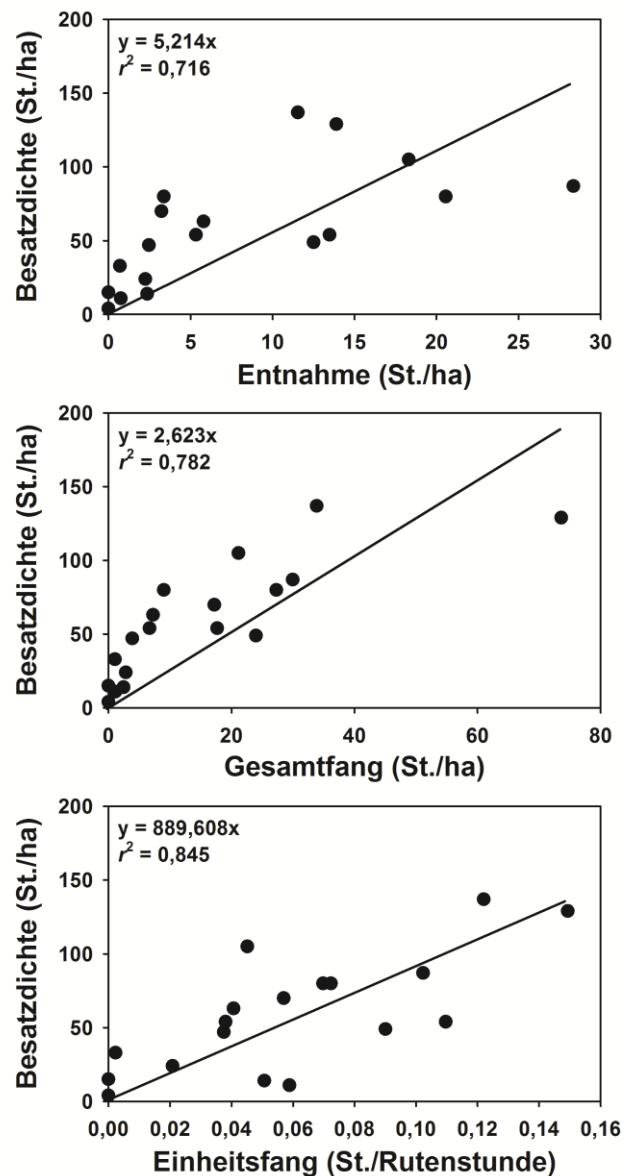 200
y = 5,214x
r² = 0,716
150
100
50
0
Besatzdichte (St./ha)
0 5 10 15 20 25 30
Entnahme (St./ha)
200
y = 2,623x
r² = 0,782
150
100
50
0
Besatzdichte (St./ha)
0 20 40 60 80
Gesamtfang (St./ha)
200
y = 889,608x
r² = 0,845
150
100
50
0
Besatzdichte (St./ha)
0,00 0,02 0,04 0,06 0,08 0,10 0,12 0,14 0,16
Einheitsfang (St./Rutenstunde)